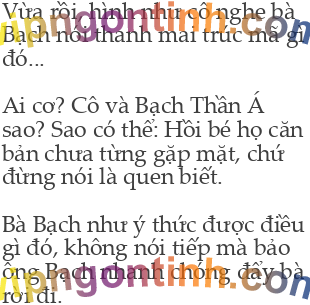 Vừa rồi, hình như cô nghe bà
Bạch nói thanh mai trúc mã gì
đó...
Ai cơ? Cô và Bạch Thần Á
sao? Sao có thể: Hồi bé họ căn
bản chưa từng gặp mặt, chứ
đừng nói là quen biết.
Bà Bạch như ý thức được điều
gì đó, không nói tiếp mà bảo
ông Bạch nhanh chóng đẩy bà
rời đi.
vipngontinh.com
vipngontinh.com